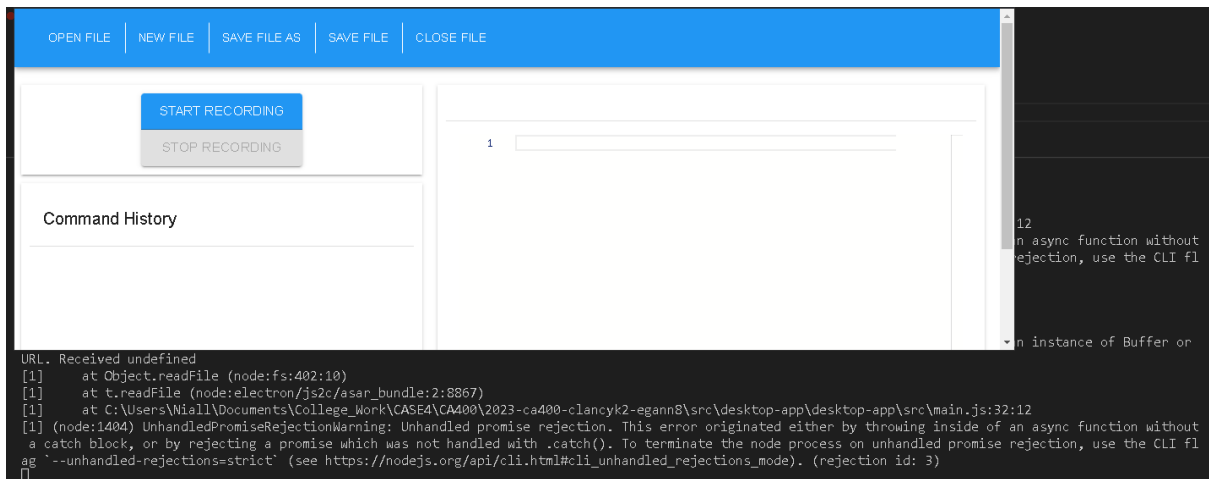 OPEN FILE NEW FILE SAVE FILE AS SAVE FILE CLOSE FILE
START RECORDING
STOP RECORDING
1
Command History
12
n async function without
ejection, use the CLI fl
n instance of Buffer or
URL. Received undefined
[1]     at Object.readFile (node:fs:402:10)
[1]     at t.readFile (node:electron/js2c/asar_bundle:2:8867)
[1]     at C:\Users\Niall\Documents\College_Work\CASE4\CA400\2023-ca400-clancyk2-egann8\src\desktop-app\desktop-app\src\main.js:32:12
[1] (node:1404) UnhandledPromiseRejectionWarning: Unhandled promise rejection. This error originated either by throwing inside of an async function without
 a catch block, or by rejecting a promise which was not handled with .catch(). To terminate the node process on unhandled promise rejection, use the CLI fl
ag `--unhandled-rejections=strict` (see https://nodejs.org/api/cli.html#cli_unhandled_rejections_mode). (rejection id: 3)